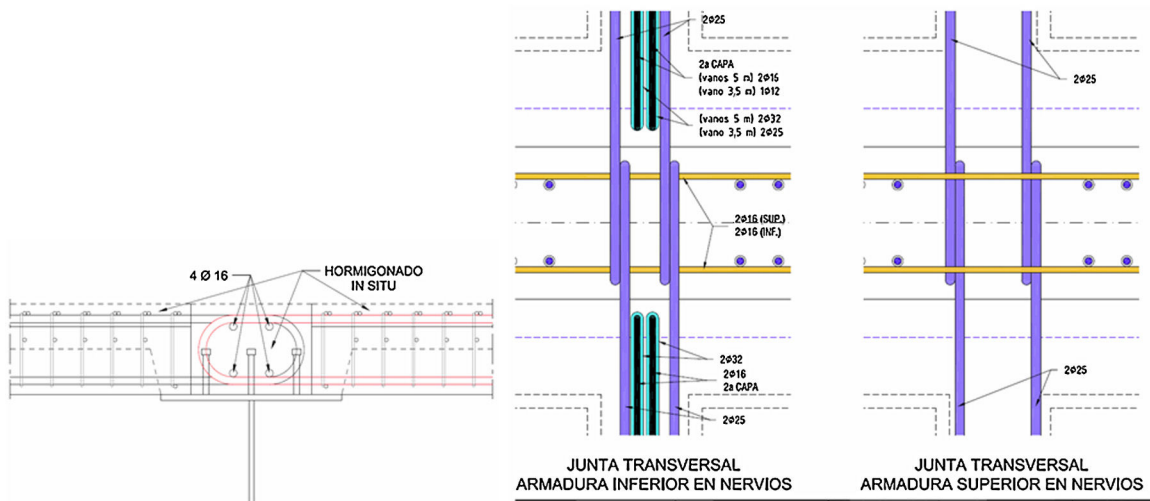 4 Ø 16
HORMIGONADO
IN SITU
2Φ25
2a CAPA
(vanos 5 m) 2Φ16
(vano 3,5 m) 1Φ12
(vanos 5 m) 2Φ32
(vano 3,5 m) 2Φ25
2Φ16 (SUP.)
2Φ16 (INF.)
2Φ32
2Φ16
2a CAPA
2Φ25
JUNTA TRANSVERSAL
ARMADURA INFERIOR EN NERVIOS
2Φ25
2Φ25
JUNTA TRANSVERSAL
ARMADURA SUPERIOR EN NERVIOS